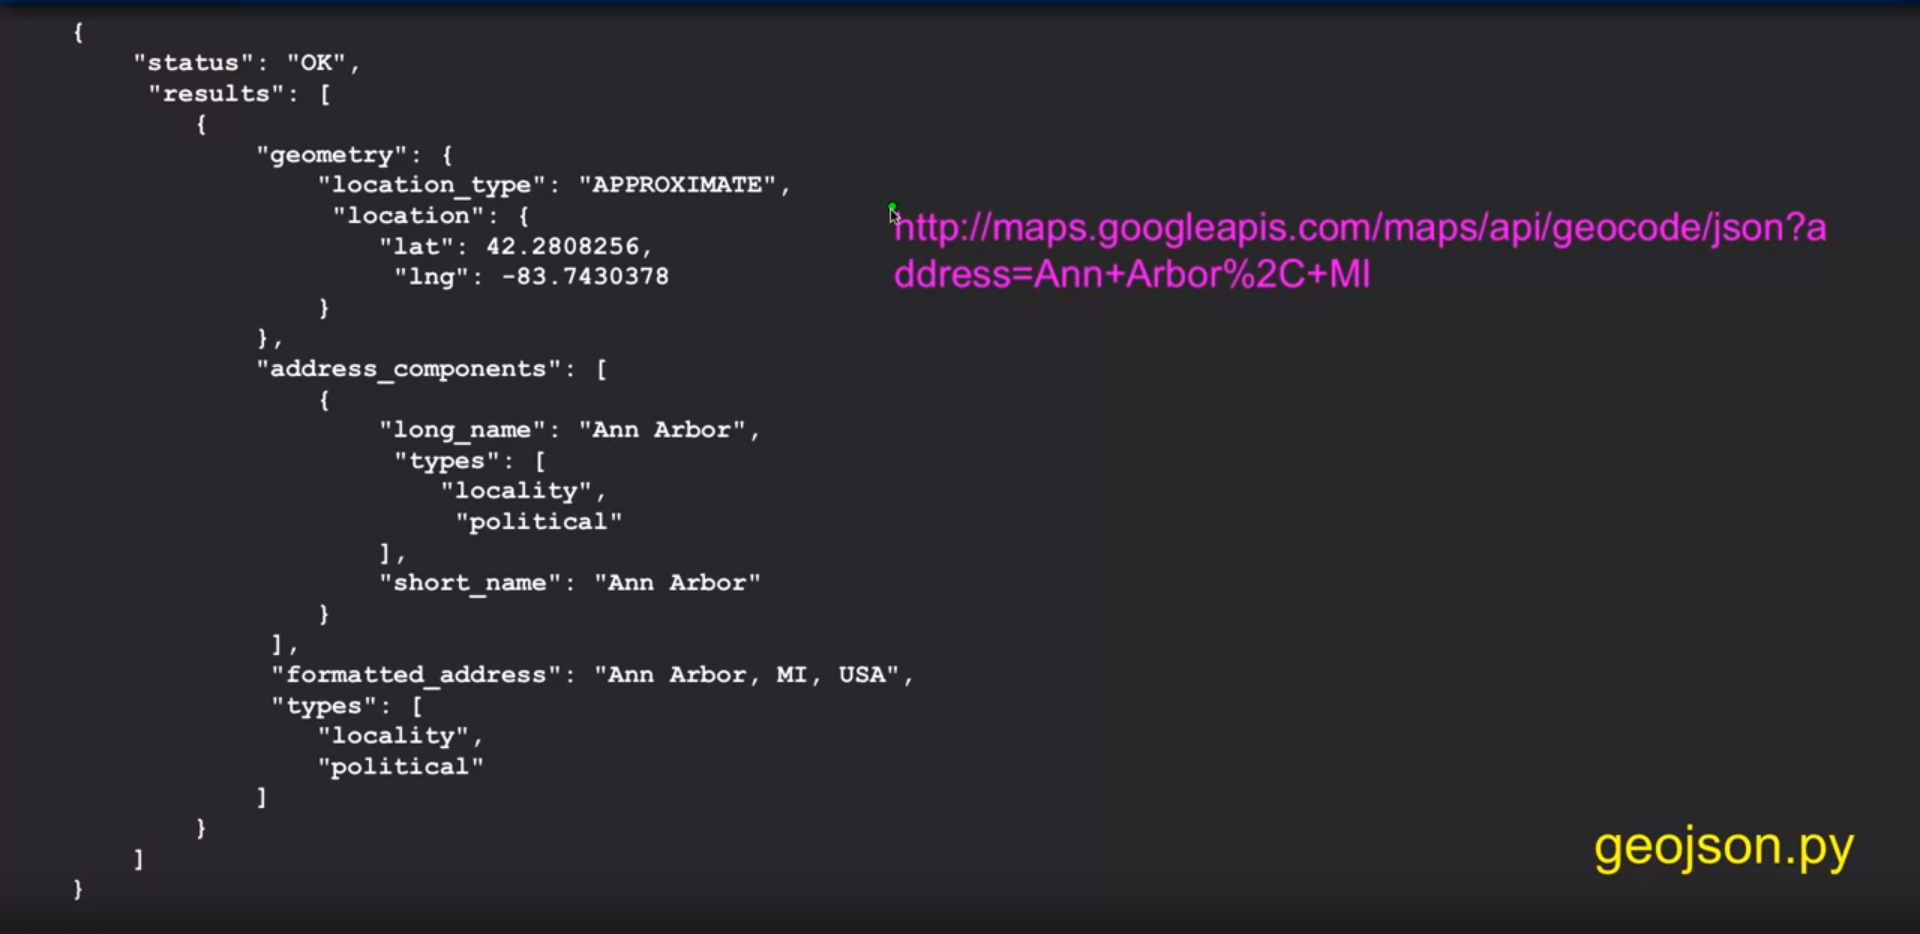 {
"status": "OK",
"results": [
{
"geometry": {
"location_type": "APPROXIMATE",
"location": {
"lat": 42.2808256,
"lng": -83.7430378
}
},
"address_components": [
{
"long_name": "Ann Arbor",
"types": [
"locality",
"political"
],
"short_name": "Ann Arbor"
}
],
"formatted_address": "Ann Arbor, MI, USA",
"types": [
"locality",
"political"
]
}
]
}
http://maps.googleapis.com/maps/api/geocode/json?a
ddress=Ann+Arbor%2C+MI
geojson.py